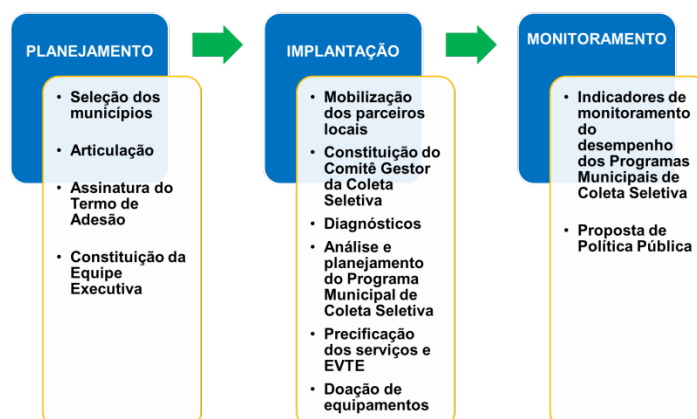 PLANEJAMENTO
• Seleção dos
municípios
• Articulação
• Assinatura do
Termo de
Adesão
• Constituição da
Equipe
Executiva
IMPLANTAÇÃO
• Mobilização
dos parceiros
locais
• Constituição do
Comitê Gestor
da Coleta
Seletiva
• Diagnósticos
• Análise e
planejamento
do Programa
Municipal de
Coleta Seletiva
• Precificação
dos serviços e
EVTE
• Doação de
equipamentos
MONITORAMENTO
• Indicadores de
monitoramento
do
desempenho
dos Programas
Municipais de
Coleta Seletiva
• Proposta de
Política Pública